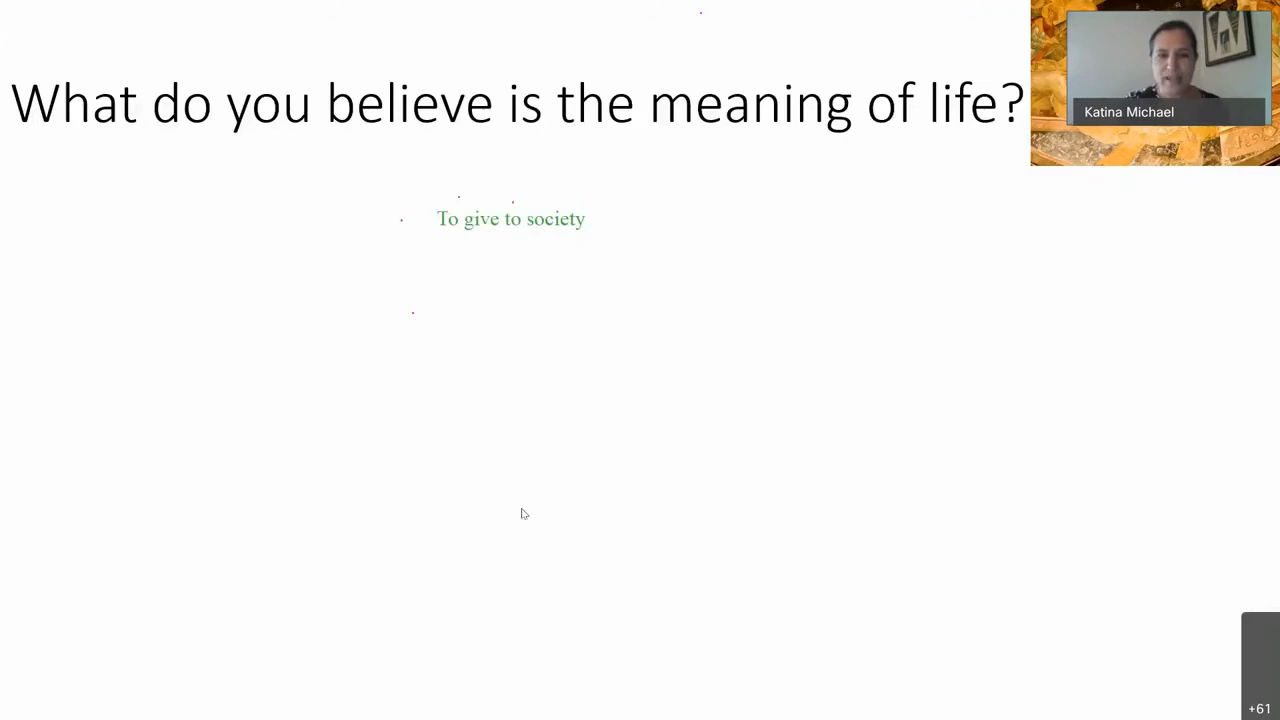 What do you believe is the meaning of life?
Katina Michael
To give to society
+61